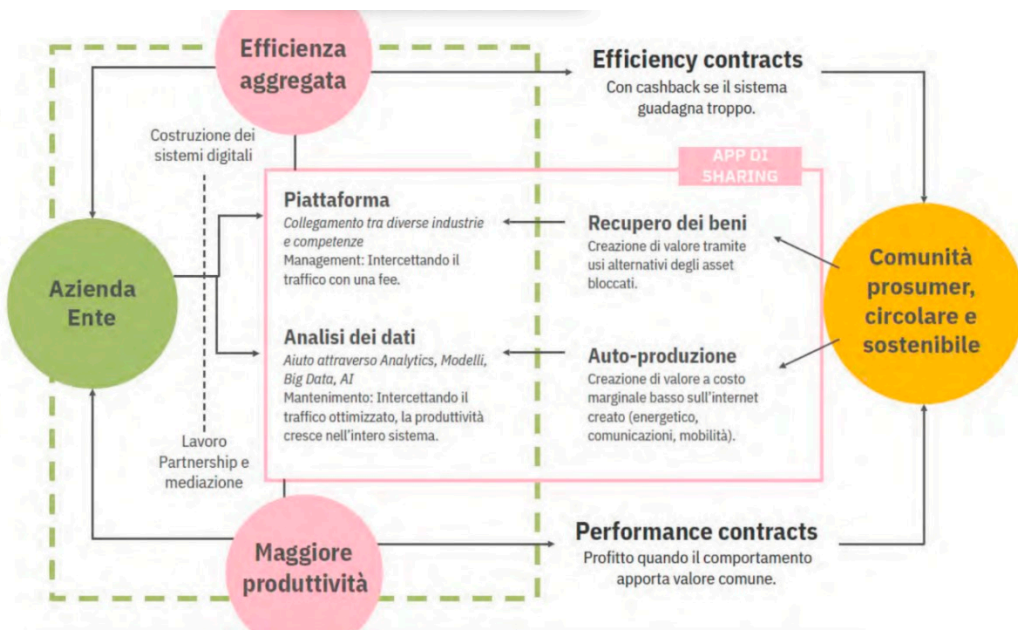 Efficienza
aggregata
Efficiency contracts
Con cashback se il sistema
guadagna troppo.
Costruzione dei
sistemi digitali
APP DI
SHARING
Piattaforma
Collegamento tra diverse industrie
e competenze
Management: Intercettando il
traffico con una fee.
Recupero dei beni
Creazione di valore tramite
usi alternativi degli asset
bloccati.
Azienda
Ente
Comunità
prosumer,
circolare e
sostenibile
Analisi dei dati
Aiuto attraverso Analytics, Modelli,
Big Data, AI
Mantenimento: Intercettando il
traffico ottimizzato, la produttività
cresce nell'intero sistema.
Auto-produzione
Creazione di valore a costo
marginale basso sull'internet
creato (energetico,
comunicazioni, mobilità).
Lavoro
Partnership e
mediazione
Maggiore
produttività
Performance contracts
Profitto quando il comportamento
apporta valore comune.